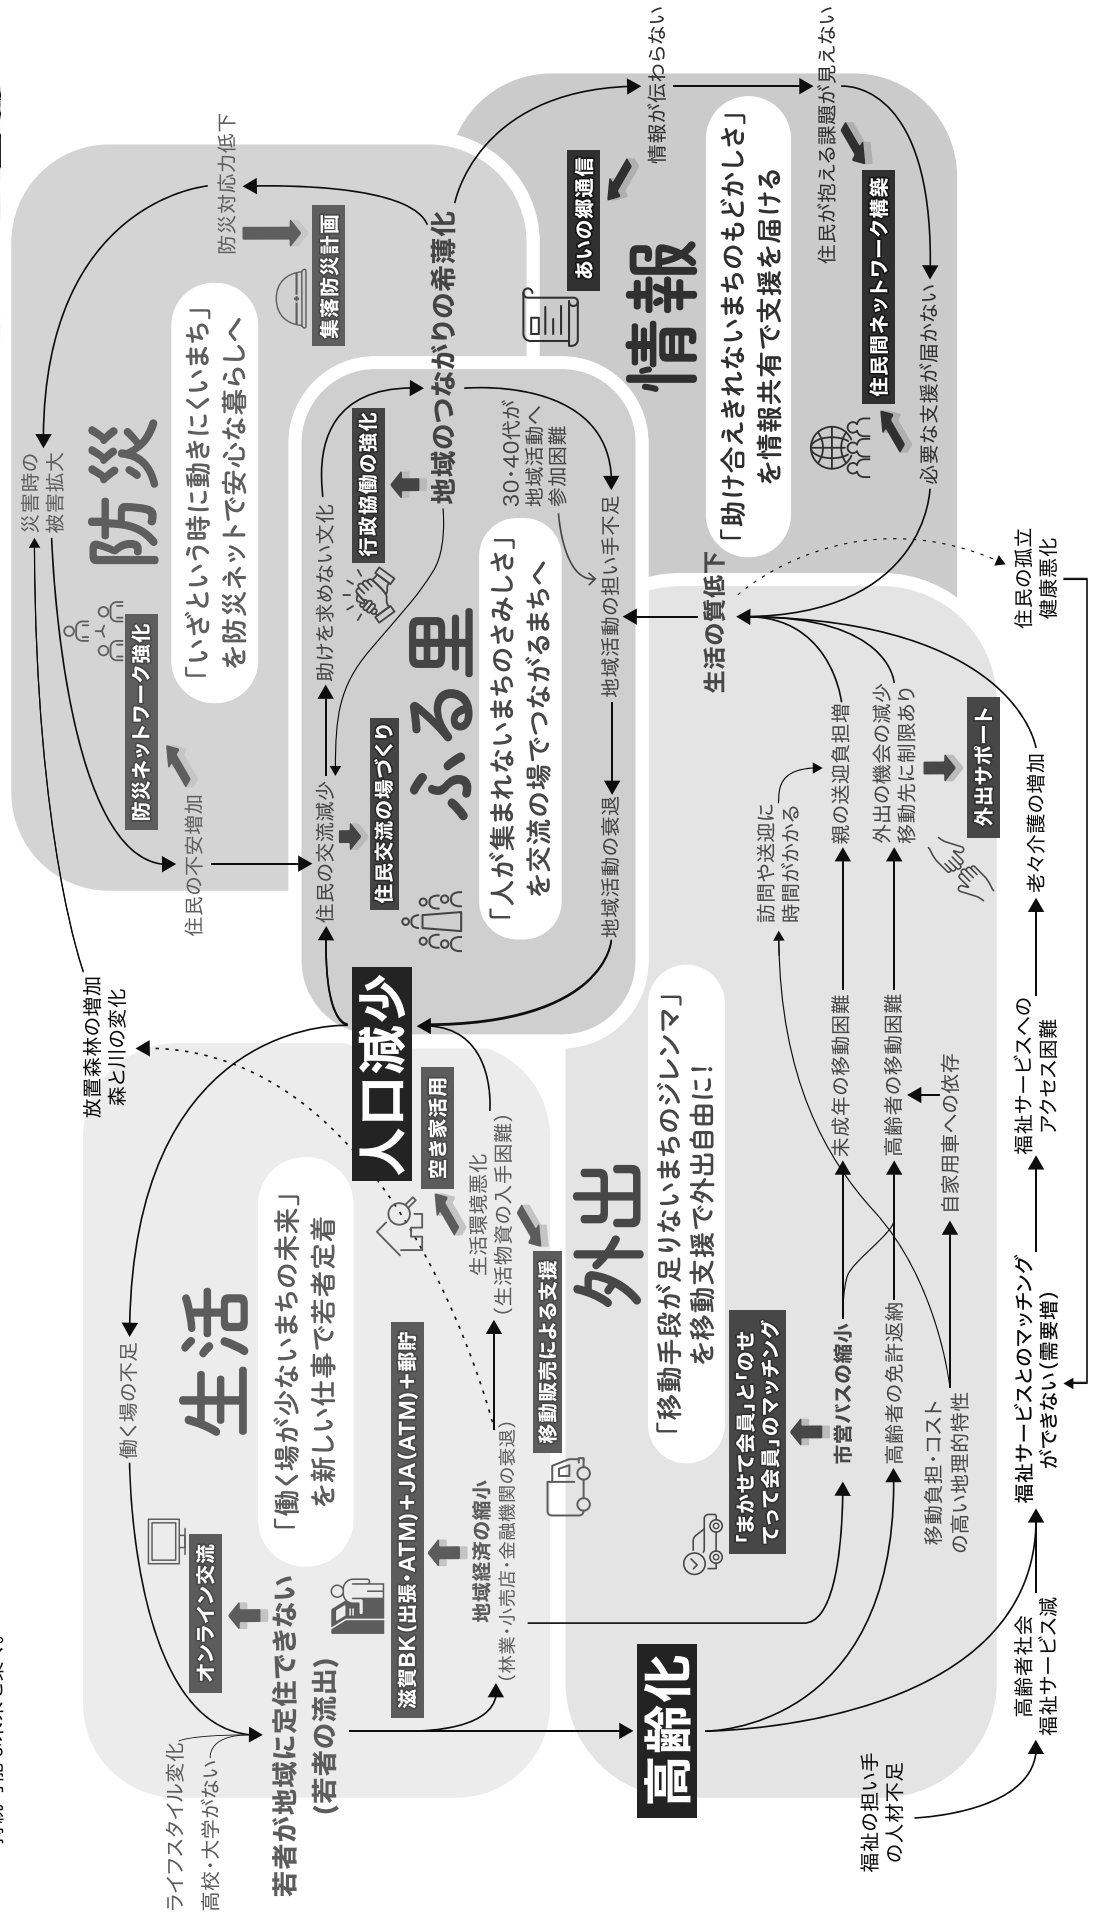 ライフスタイル変化
高校・大学がない
若者が地域に定住できない
(若者の流出)
オンライン交流
働く場の不足
生活
「働く場が少ないまちの未来」
を新しい仕事で若者定着
滋賀BK(出張・ATM)+JA(ATM)+郵貯
地域経済の縮小
(林業・小売店・金融機関の衰退)
生活環境悪化
(生活物資の入手困難)
空き家活用
移動販売による支援
放置森林の増加
森と川の変化
人口減少
防災
「いざという時に動きにくいまち」
を防災ネットで安心な暮らしへ
災害時の
被害拡大
防災ネットワーク強化
住民の不安増加
防災対応力低下
集落防災計画
ふる里
「人が集まれないまちのさみしさ」
を交流の場でつながるまちへ
住民の交流減少
助けを求めない文化
住民交流の場づくり
行政協働の強化
地域のつながりの希薄化
30・40代が
地域活動へ
参加困難
地域活動の担い手不足
地域活動の衰退
情報
「助け合えきれないまちのもどかしさ」
を情報共有で支援を届ける
あいの郷通信
情報が伝わらない
住民が抱える課題が見えない
住民間ネットワーク構築
必要な支援が届かない
生活の質低下
住民の孤立
健康悪化
外出
「移動手段が足りないまちのジレンマ」
を移動支援で外出自由に!
高齢化
「まかせて会員」と「のせ
てって会員」のマッチング
市営バスの縮小
高齢者の免許返納
移動負担・コスト
の高い地理的特性
自家用車への依存
未成年の移動困難
高齢者の移動困難
訪問や送迎に
時間がかかる
親の送迎負担増
外出の機会の減少
移動先に制限あり
外出サポート
福祉の担い手
の人材不足
高齢者社会
福祉サービス減
福祉サービスとのマッチング
ができない(需要増)
福祉サービスへの
アクセス困難
老々介護の増加